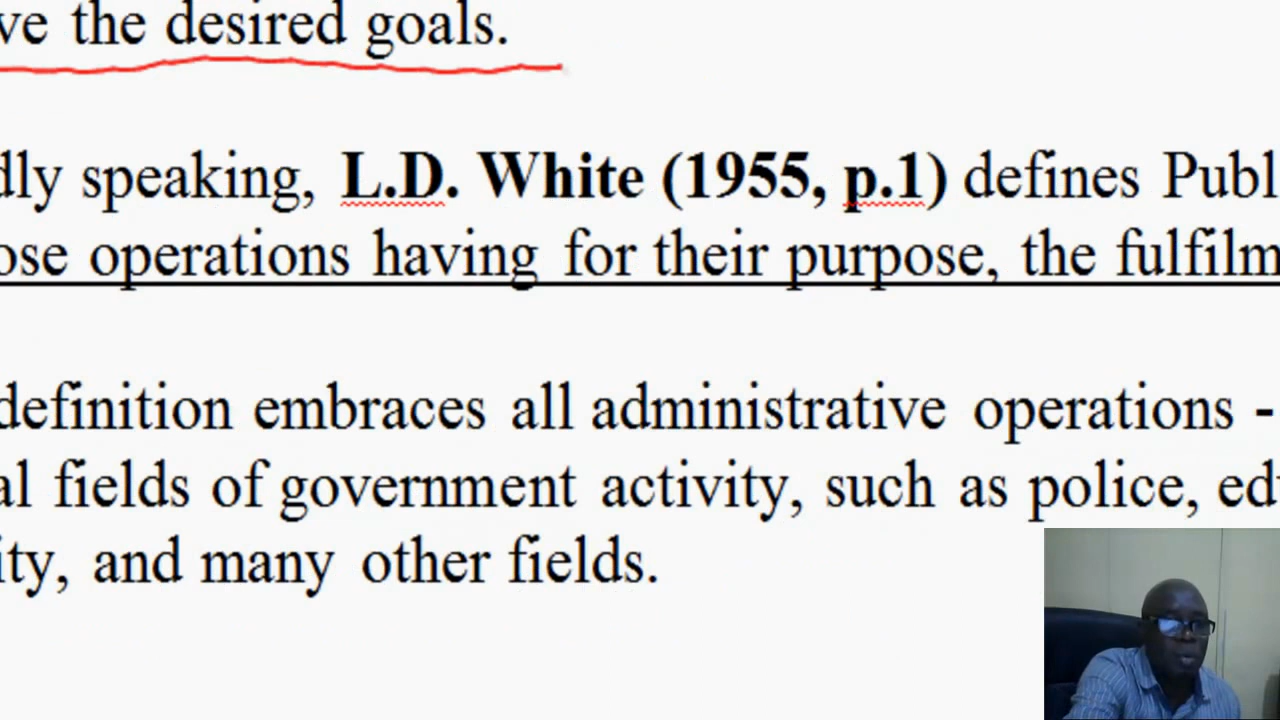 ve the desired goals.
dly speaking, L.D. White (1955, p.1) defines Publ
ose operations having for their purpose, the fulfilm
definition embraces all administrative operations -
al fields of government activity, such as police, edu
ity, and many other fields.